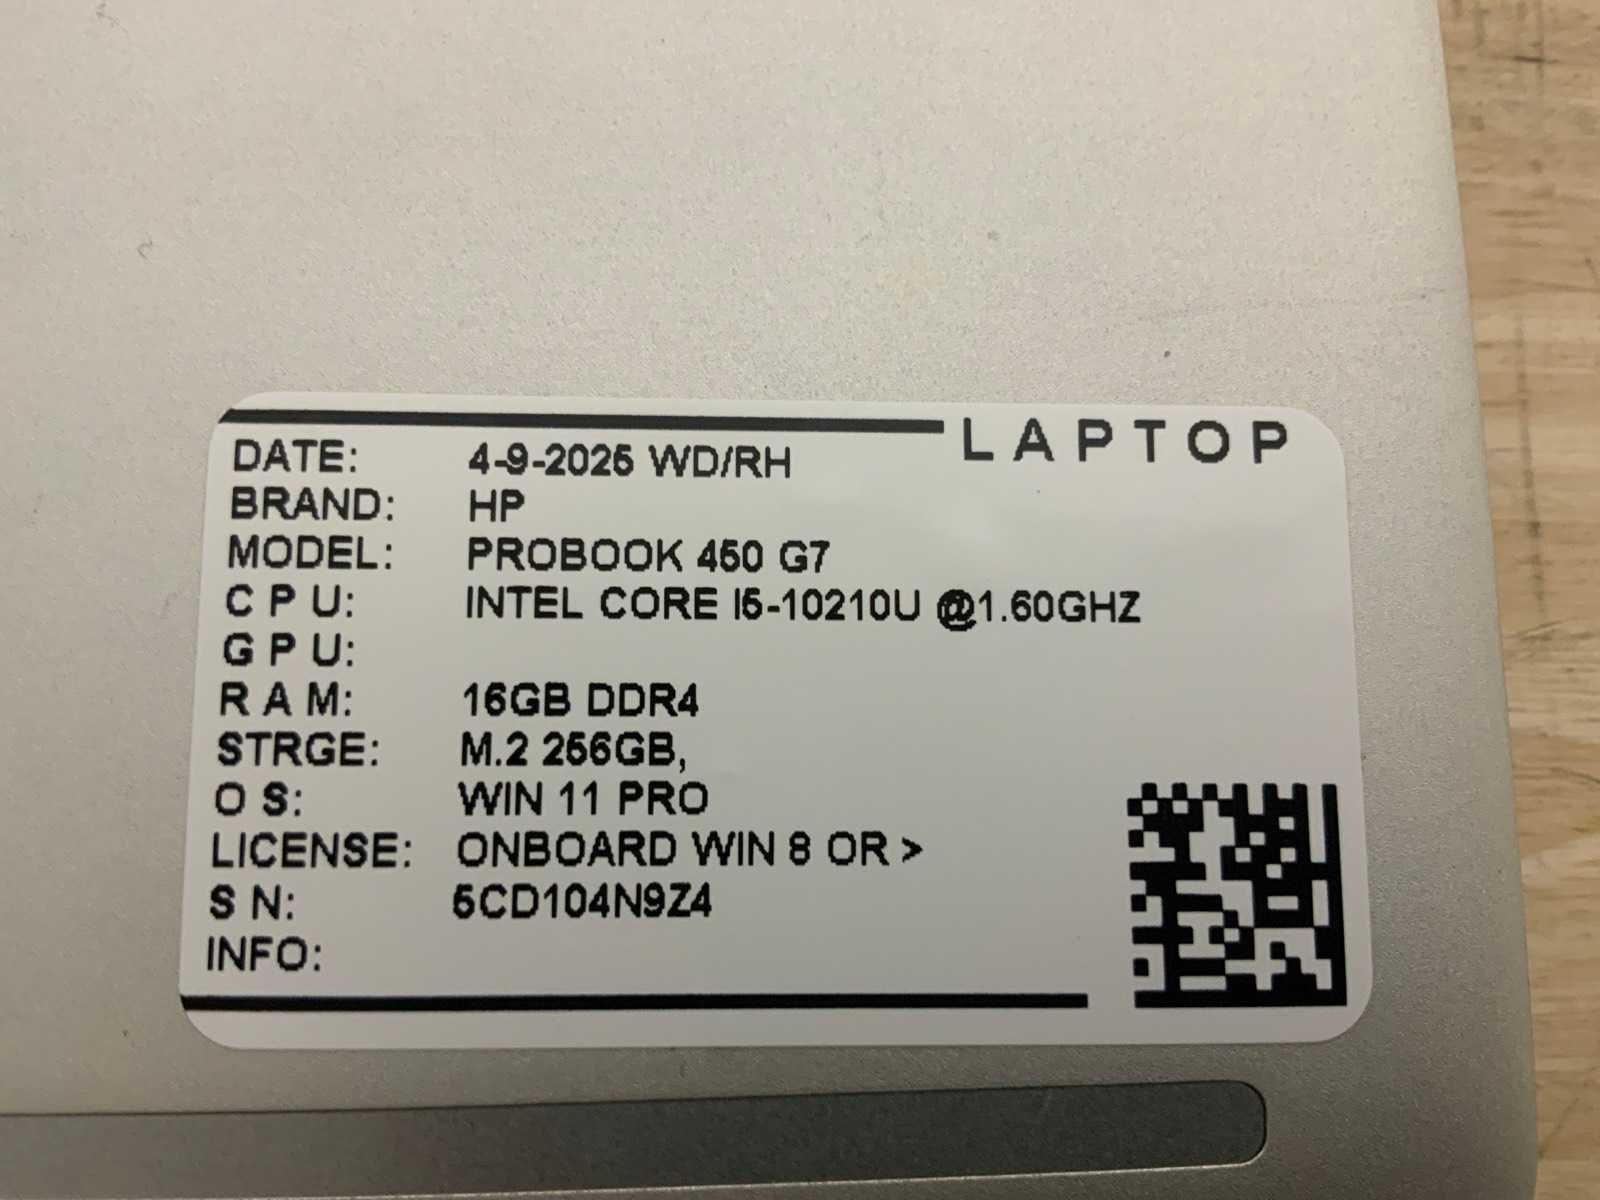 LAPTOP
DATE: 4-9-2025 WD/RH
BRAND: HP
MODEL: PROBOOK 450 G7
C P U: INTEL CORE I5-10210U @1.60GHZ
G P U:
R A M: 16GB DDR4
STRGE: M.2 256GB,
O S: WIN 11 PRO
LICENSE: ONBOARD WIN 8 OR >
S N: 5CD104N9Z4
INFO: